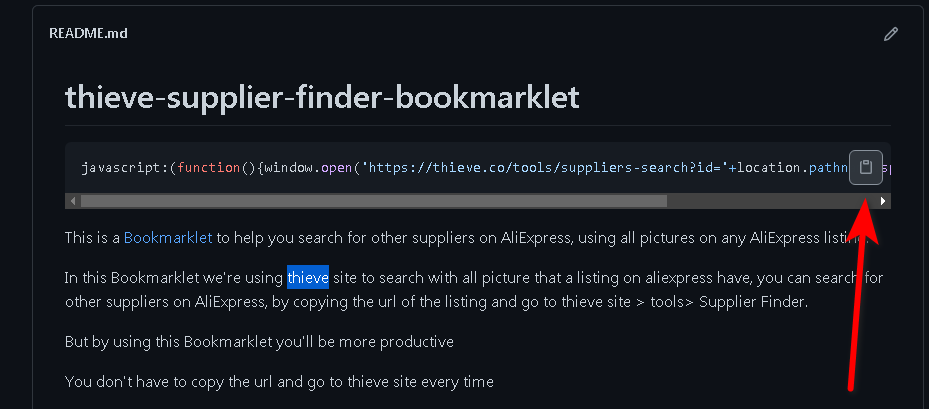 README.md
thieve-supplier-finder-bookmarklet
javascript:(function(){window.open('https://thieve.co/tools/suppliers-search?id='+location.pathn
This is a Bookmarklet to help you search for other suppliers on AliExpress, using all pictures on any AliExpress listing.
In this Bookmarklet we're using thieve site to search with all picture that a listing on aliexpress have, you can search for
other suppliers on AliExpress, by copying the url of the listing and go to thieve site > tools> Supplier Finder.
But by using this Bookmarklet you'll be more productive
You don't have to copy the url and go to thieve site every time